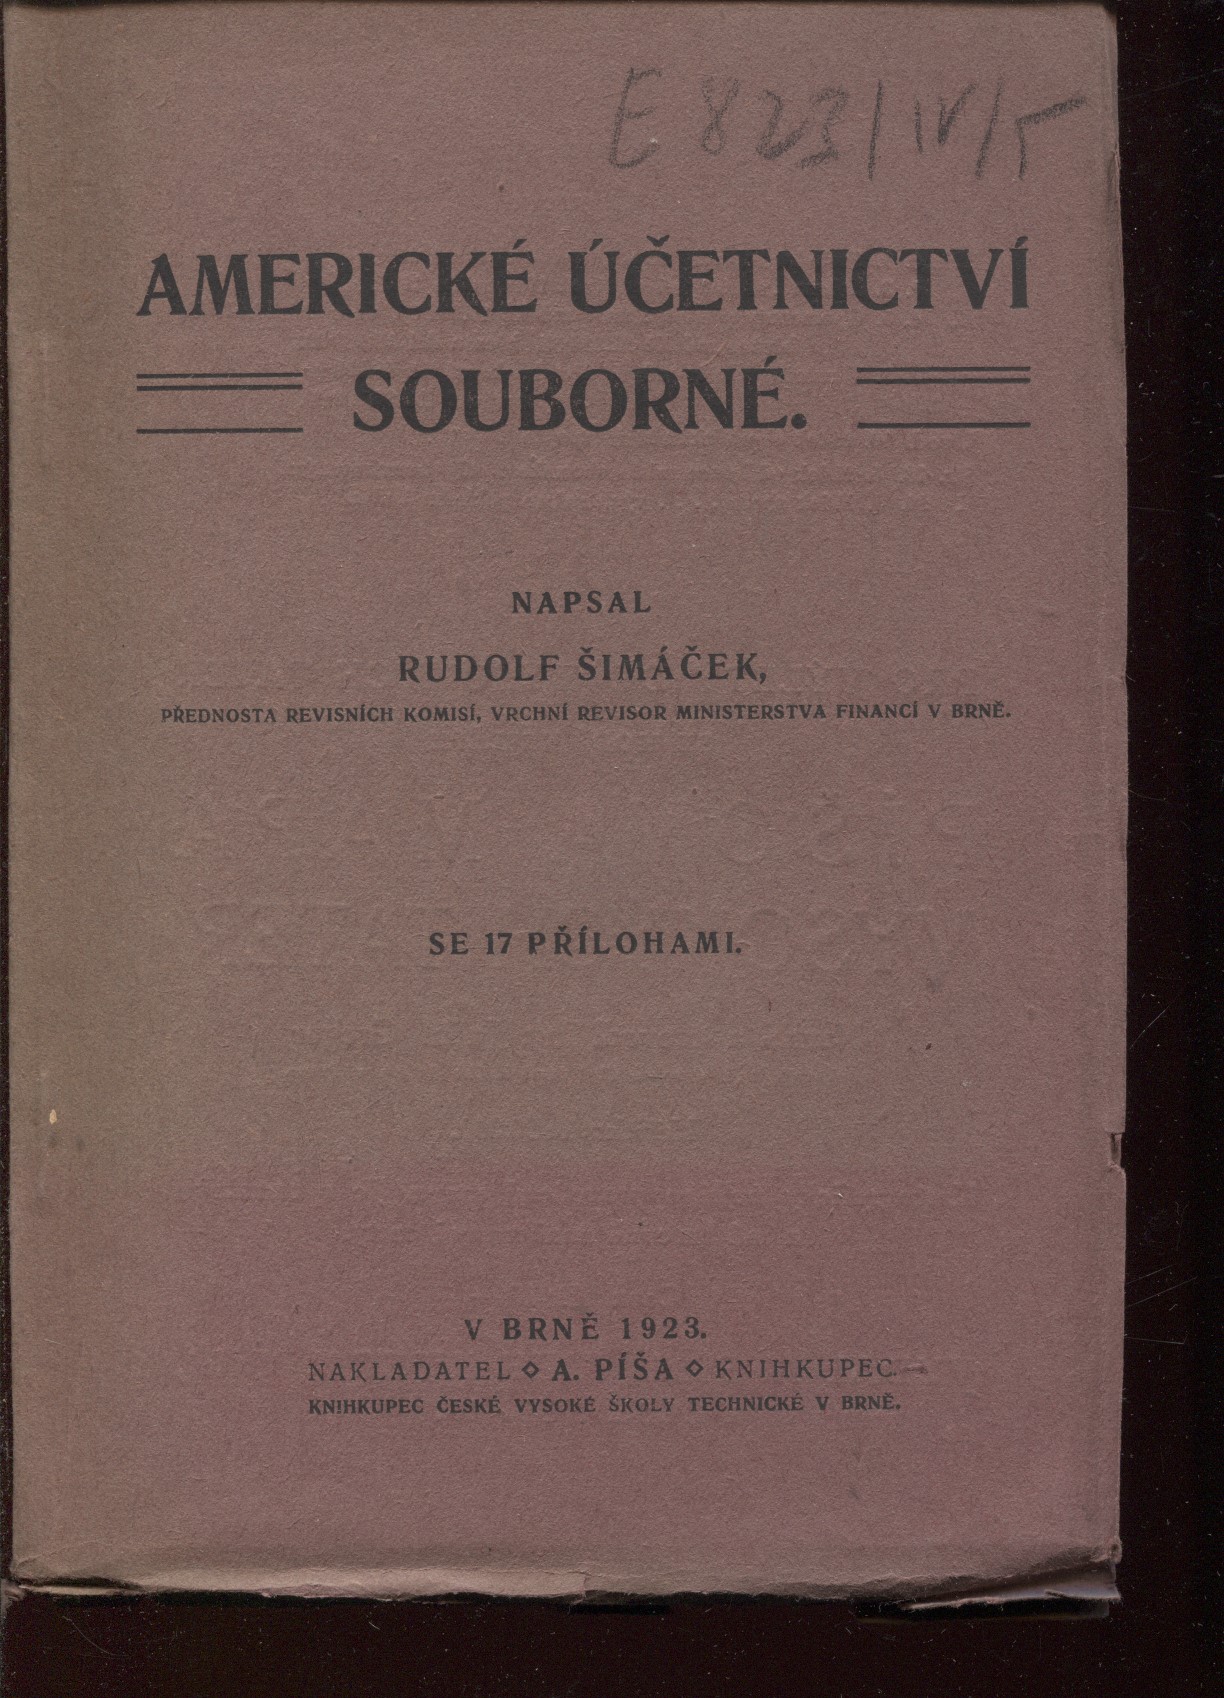 E 823/IV/5
AMERICKÉ ÚČETNICTVÍ
SOUBORNÉ.
NAPSAL
RUDOLF ŠIMÁČEK,
PŘEDNOSTA REVISNÍCH KOMISÍ, VRCHNÍ REVISOR MINISTERSTVA FINANCÍ V BRNĚ.
SE 17 PŘÍLOHAMI.
V BRNĚ 1923.
NAKLADATEL ◇ A. PÍŠA ◇ KNIHKUPEC.
KNIHKUPEC ČESKÉ VYSOKÉ ŠKOLY TECHNICKÉ V BRNĚ.